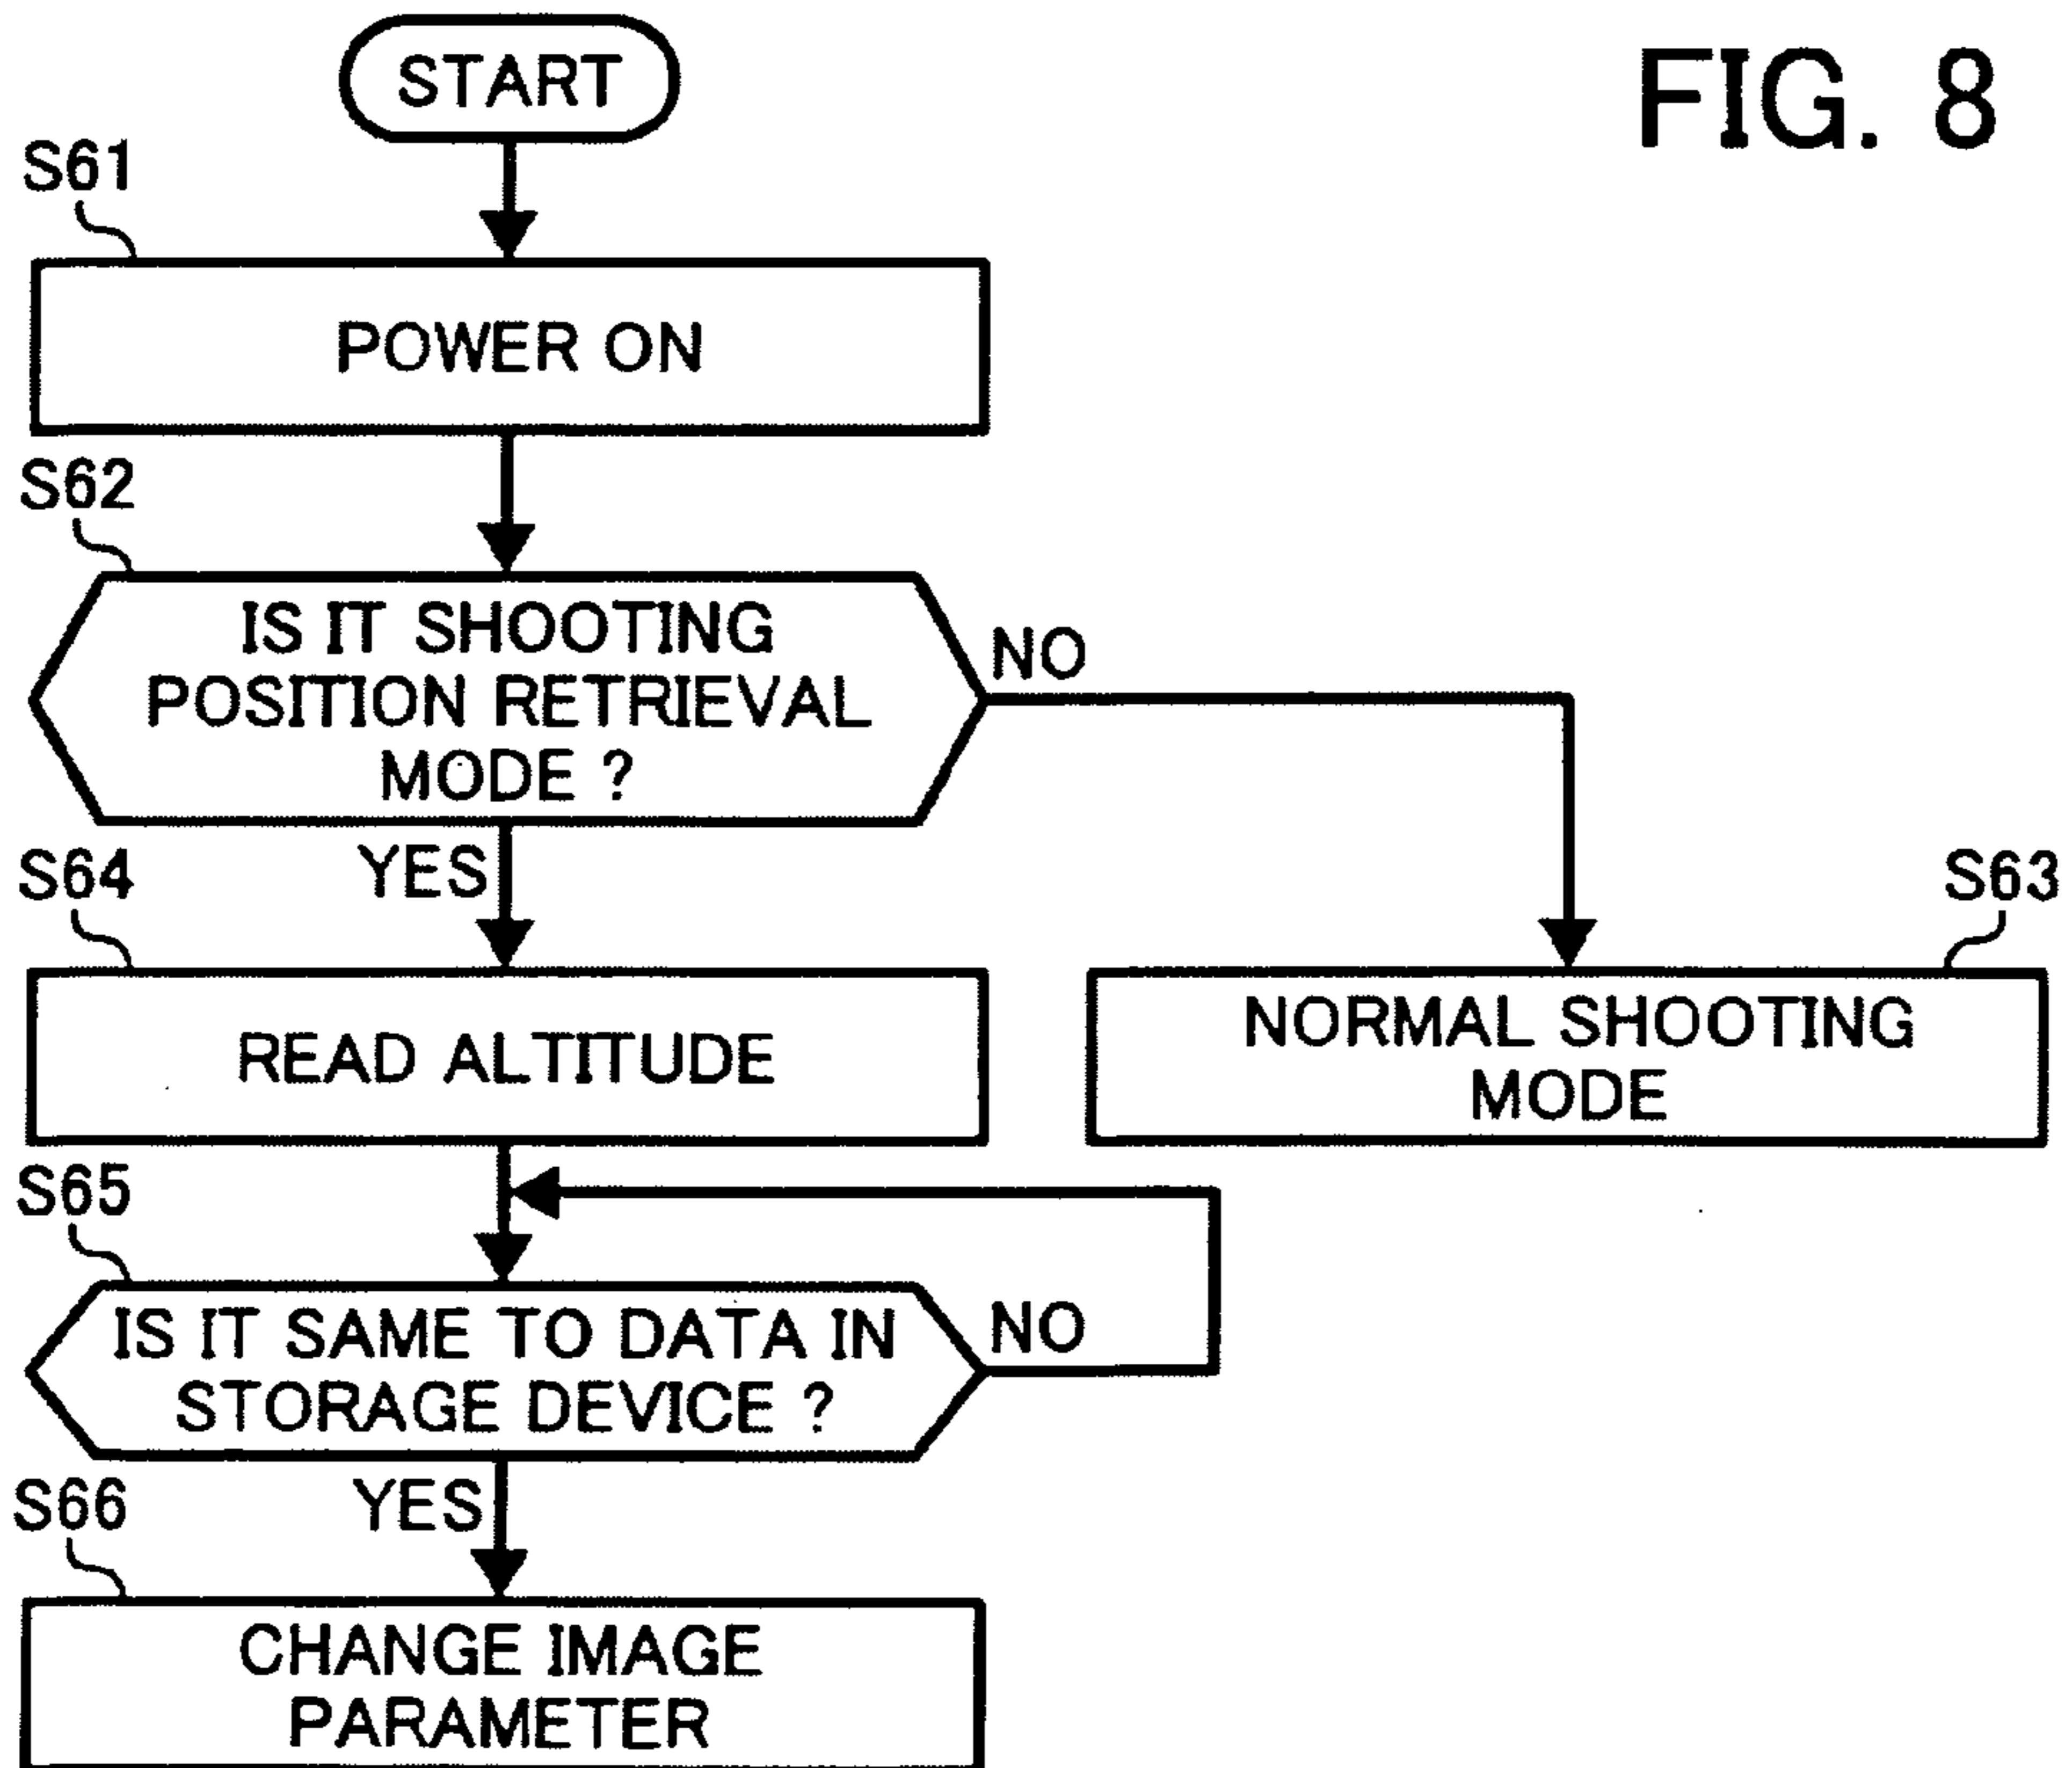 FIG. 8
START
S61
POWER ON
S62
IS IT SHOOTING
POSITION RETRIEVAL
MODE ?
NO
YES
S64
READ ALTITUDE
S63
NORMAL SHOOTING
MODE
S65
IS IT SAME TO DATA IN
STORAGE DEVICE ?
NO
YES
S66
CHANGE IMAGE
PARAMETER